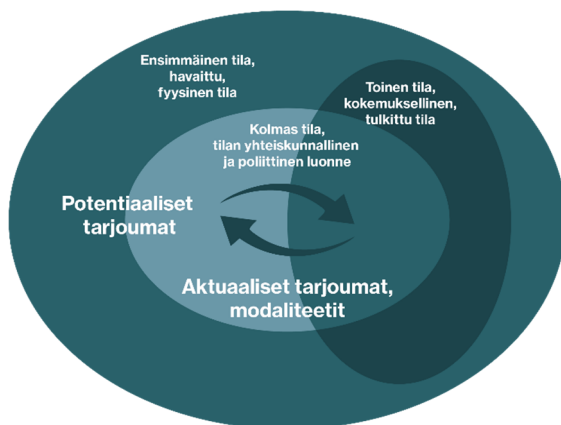 Ensimmäinen tila,
havaittu,
fyysinen tila
Toinen tila,
kokemuksellinen,
tulkittu tila
Kolmas tila,
tilan yhteiskunnallinen
ja poliittinen luonne
Potentiaaliset
tarjoumat
Aktuaaliset tarjoumat,
modaliteetit